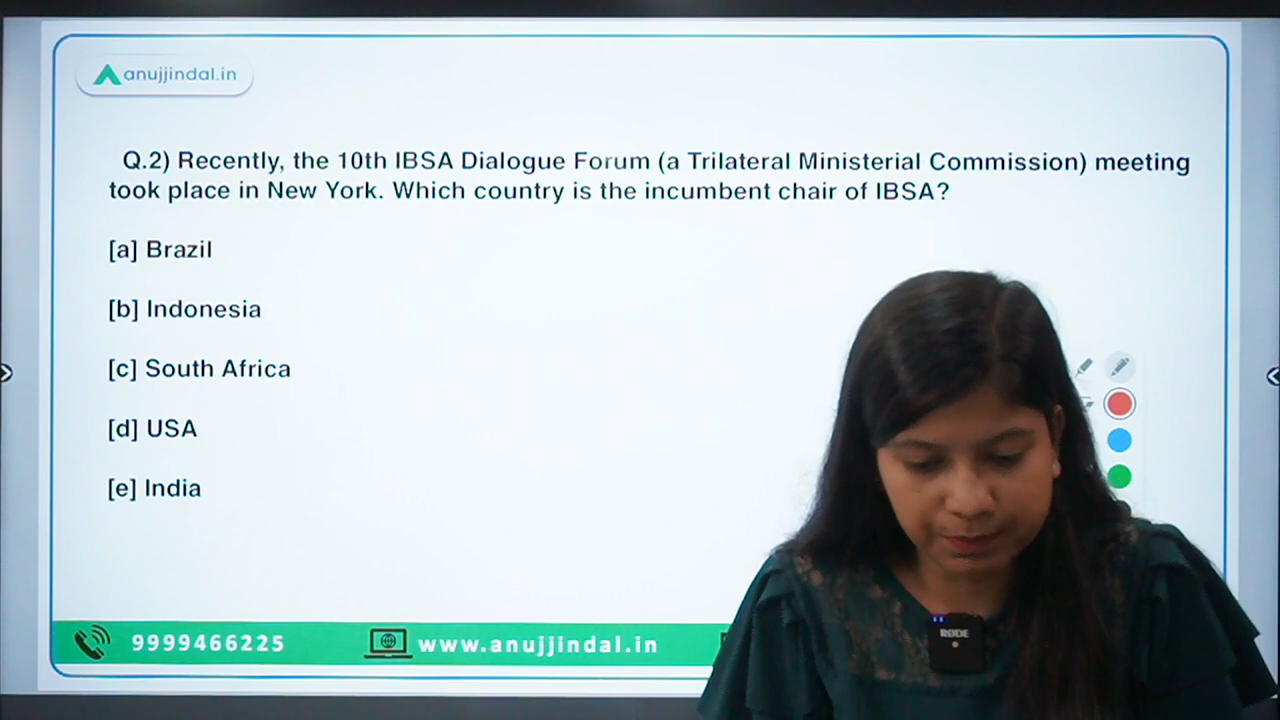 anujjindal.in
Q.2) Recently, the 10th IBSA Dialogue Forum (a Trilateral Ministerial Commission) meeting
took place in New York. Which country is the incumbent chair of IBSA?
[a] Brazil
[b] Indonesia
[c] South Africa
[d] USA
[e] India
9999466225
www.anujjindal.in
RØDE